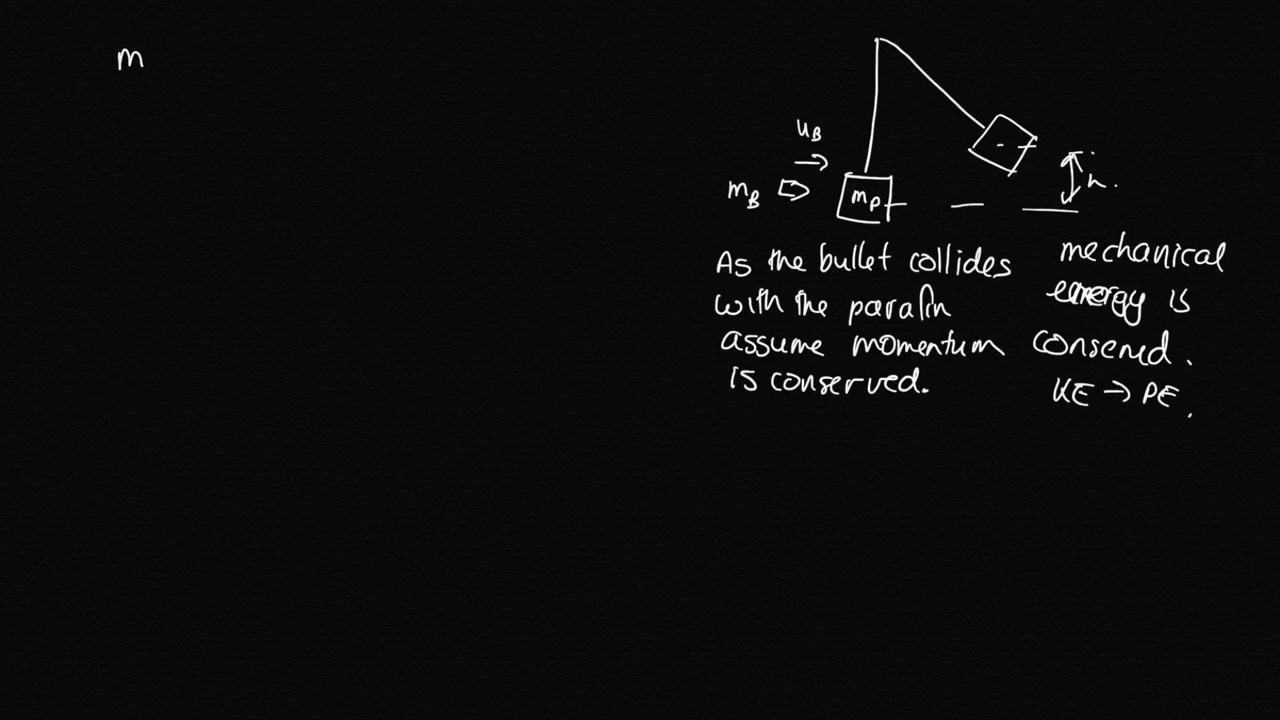 m
u_B
m_B
m_P
h.
As the bullet collides
with the parafin
assume momentum
is conserved.
mechanical
energy is
conserved.
KE → PE.